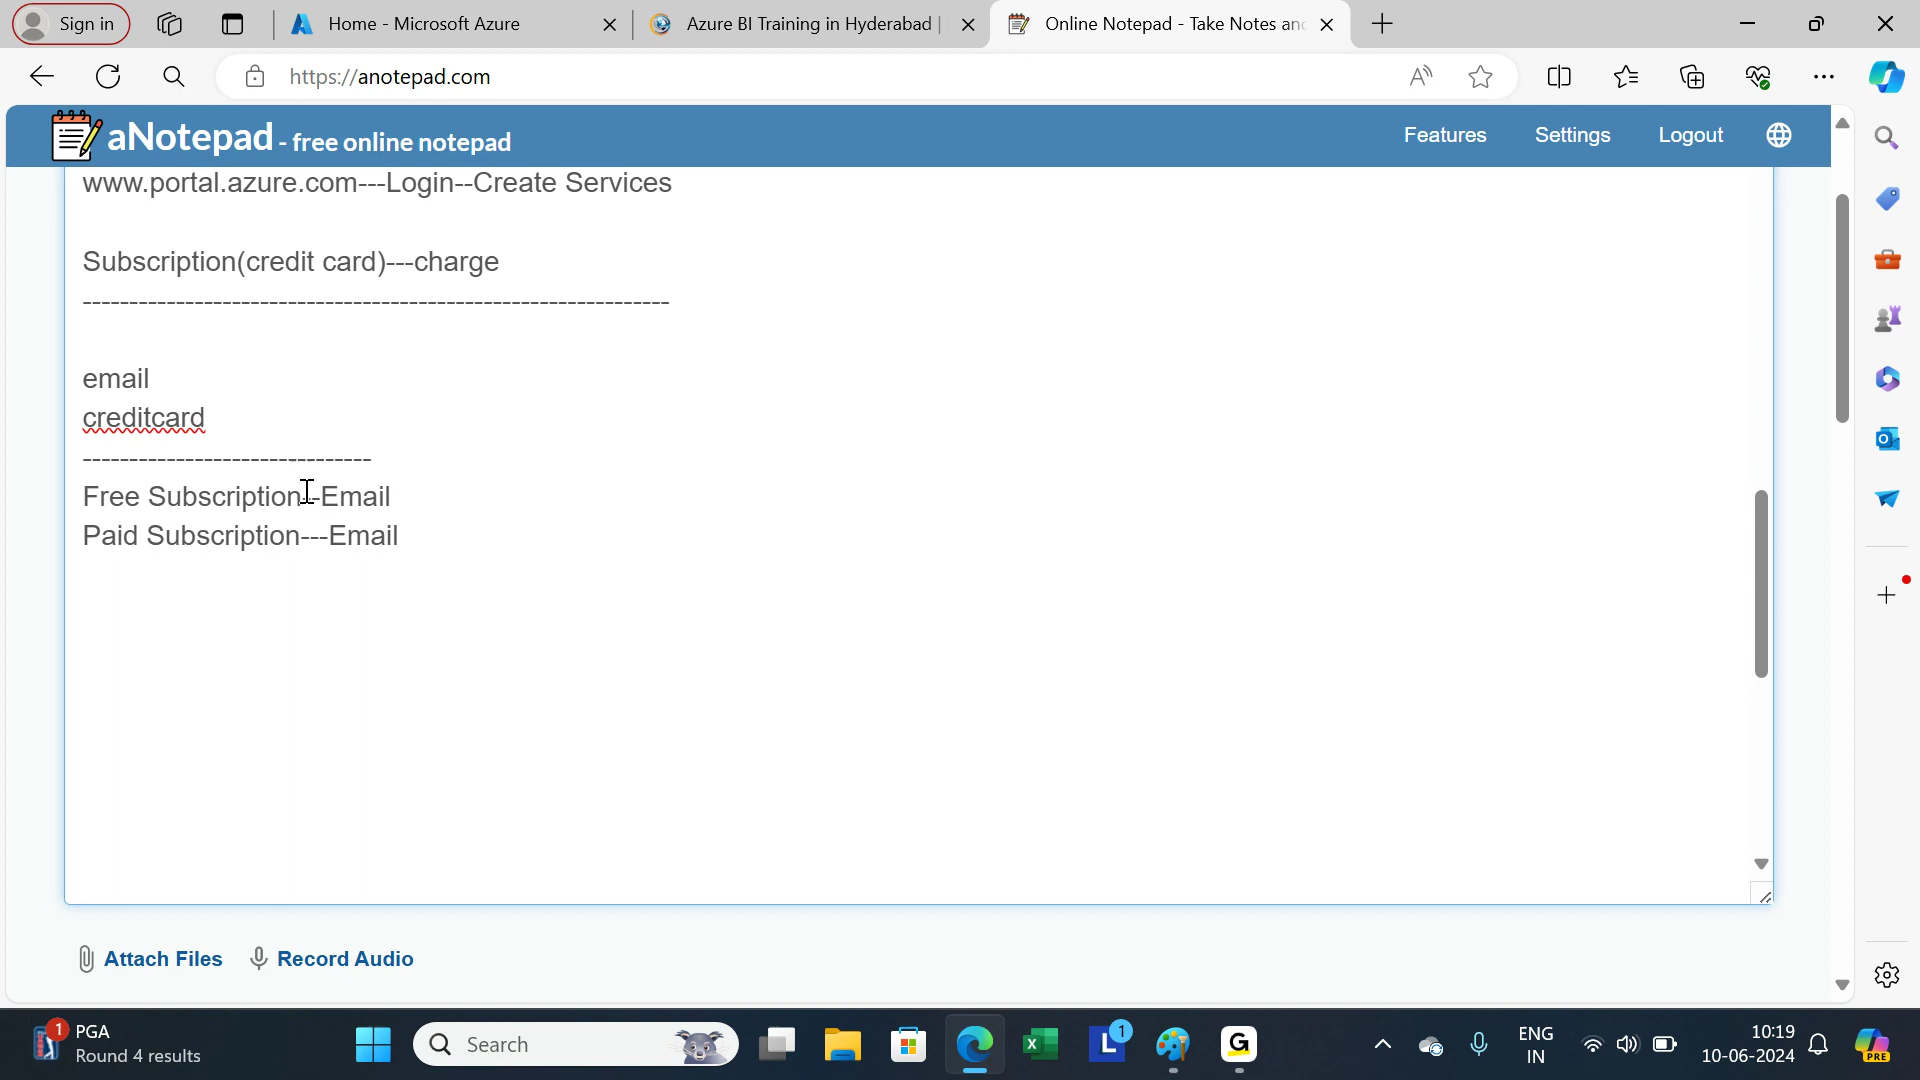 Sign in
Home - Microsoft Azure
Azure BI Training in Hyderabad |
Online Notepad - Take Notes an
https://anotepad.com
aNotepad - free online notepad
Features
Settings
Logout
www.portal.azure.com---Login--Create Services
Subscription(credit card)---charge
---------------------------------------------------------------
email
creditcard
-------------------------------
Free Subscription--Email
Paid Subscription---Email
Attach Files
Record Audio
1
PGA
Round 4 results
Search
L
1
G
ENG
IN
10:19
10-06-2024
PRE